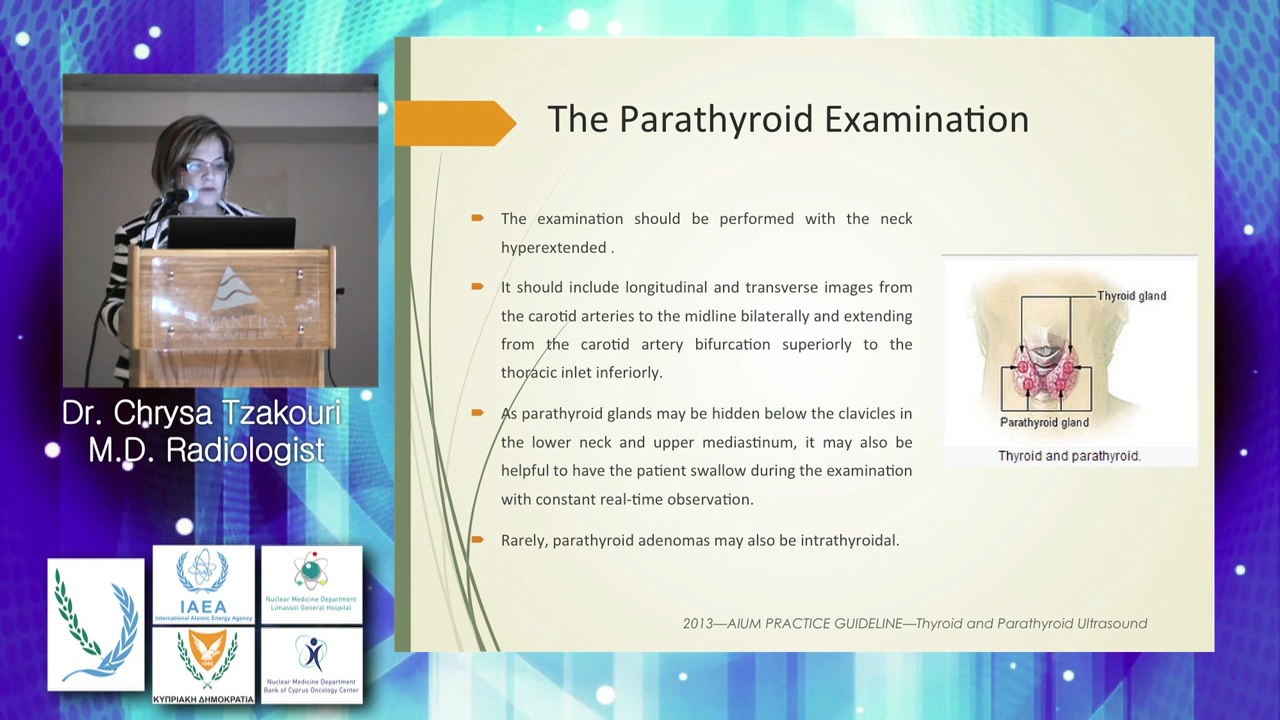 The Parathyroid Examination
The examination should be performed with the neck
hyperextended .
It should include longitudinal and transverse images from
the carotid arteries to the midline bilaterally and extending
from the carotid artery bifurcation superiorly to the
thoracic inlet inferiorly.
As parathyroid glands may be hidden below the clavicles in
the lower neck and upper mediastinum, it may also be
helpful to have the patient swallow during the examination
with constant real-time observation.
Rarely, parathyroid adenomas may also be intrathyroidal.
Thyroid gland
Parathyroid gland
Thyroid and parathyroid.
2013—AIUM PRACTICE GUIDELINE—Thyroid and Parathyroid Ultrasound
Dr. Chrysa Tzakouri
M.D. Radiologist
IAEA
International Atomic Energy Agency
Nuclear Medicine Department
Limassol General Hospital
1960
ΚΥΠΡΙΑΚΗ ΔΗΜΟΚΡΑΤΙΑ
Nuclear Medicine Department
Bank of Cyprus Oncology Center